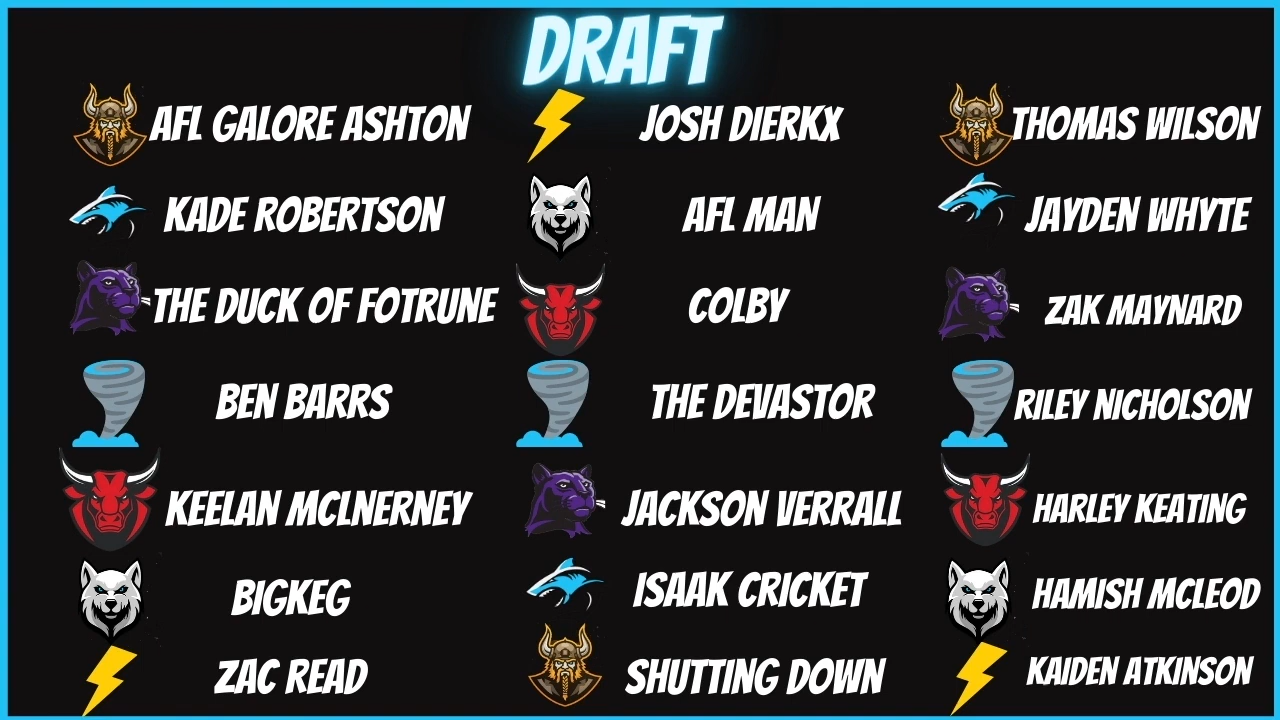 DRAFT
AFL GALORE ASHTON
KADE ROBERTSON
THE DUCK OF FOTRUNE
BEN BARRS
KEELAN MCLNERNEY
BIGKEG
ZAC READ
JOSH DIERKX
AFL MAN
COLBY
THE DEVASTOR
JACKSON VERRALL
ISAAK CRICKET
SHUTTING DOWN
THOMAS WILSON
JAYDEN WHYTE
ZAK MAYNARD
RILEY NICHOLSON
HARLEY KEATING
HAMISH MCLEOD
KAIDEN ATKINSON